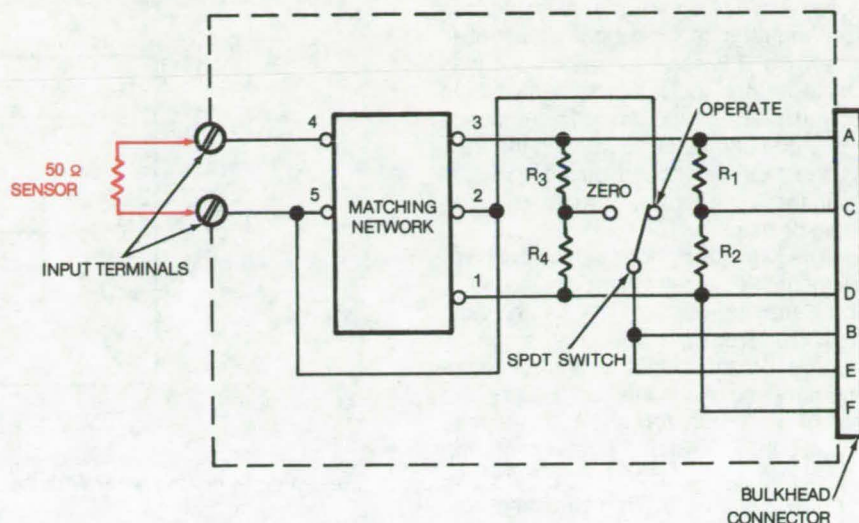 OPERATE
4
3
A
50 Ω
SENSOR
R3
ZERO
R1
5
MATCHING
NETWORK
2
C
INPUT TERMINALS
R4
R2
1
D
SPDT SWITCH
B
E
F
BULKHEAD
CONNECTOR